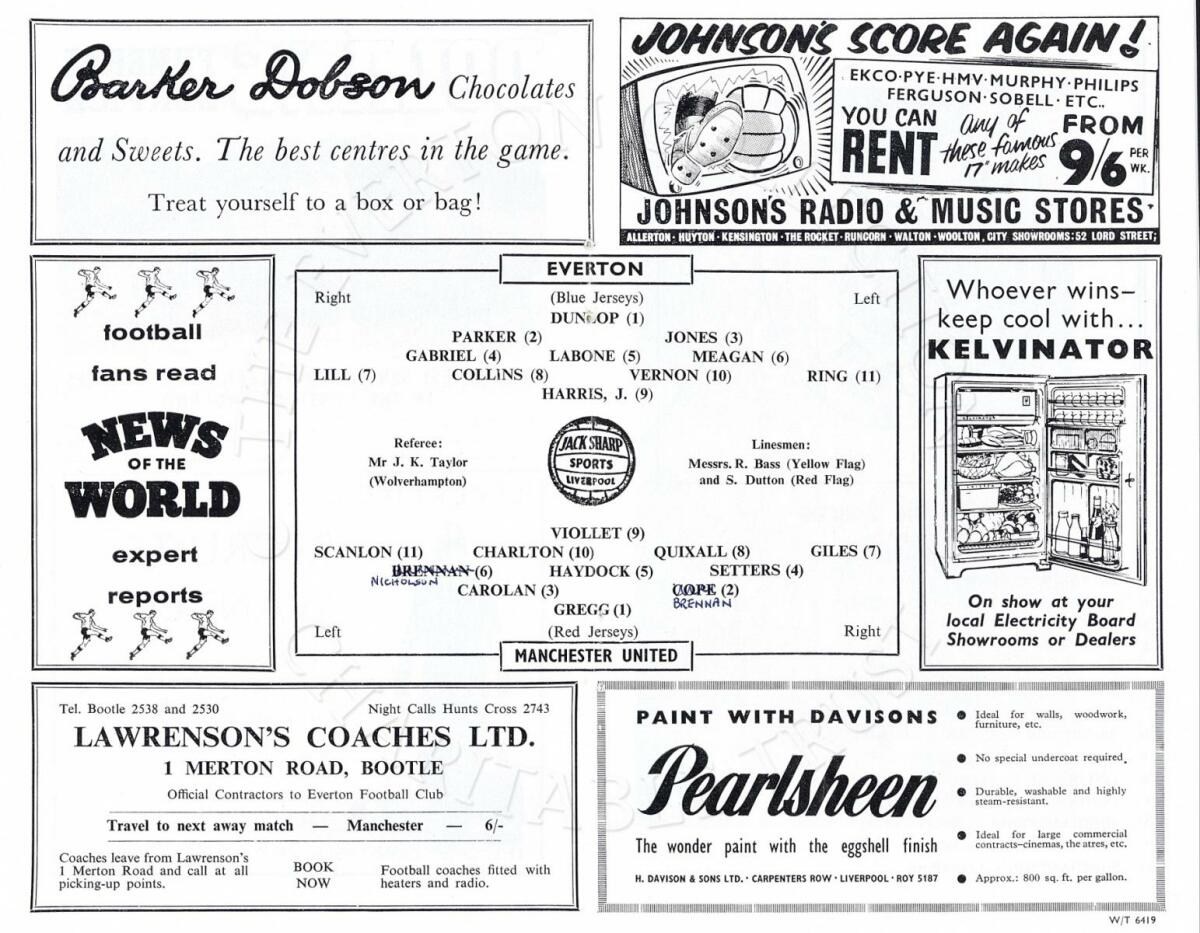 Barker Dobson Chocolates
and Sweets. The best centres in the game.
Treat yourself to a box or bag!
JOHNSON'S SCORE AGAIN!
EKCO·PYE·HMV·MURPHY·PHILIPS
FERGUSON·SOBELL·ETC..
YOU CAN RENT any of these famous 17" makes FROM 9/6 PER WK.
JOHNSON'S RADIO & MUSIC STORES
ALLERTON·HUYTON·KENSINGTON·THE ROCKET·RUNCORN·WALTON·WOOLTON, CITY SHOWROOMS:52 LORD STREET;
football
fans read
NEWS
OF THE
WORLD
expert
reports
EVERTON
Right (Blue Jerseys) Left
DUNLOP (1)
PARKER (2) JONES (3)
GABRIEL (4) LABONE (5) MEAGAN (6)
LILL (7) COLLINS (8) VERNON (10) RING (11)
HARRIS, J. (9)
Referee:
Mr J. K. Taylor
(Wolverhampton)
JACK SHARP
SPORTS
LIVERPOOL
Linesmen:
Messrs. R. Bass (Yellow Flag)
and S. Dutton (Red Flag)
VIOLLET (9)
SCANLON (11) CHARLTON (10) QUIXALL (8) GILES (7)
BRENNAN (6) HAYDOCK (5) SETTERS (4)
NICHOLSON
CAROLAN (3) COPE (2)
BRENNAN
GREGG (1)
Left (Red Jerseys) Right
MANCHESTER UNITED
Whoever wins–
keep cool with...
KELVINATOR
KELVINATOR
On show at your
local Electricity Board
Showrooms or Dealers
Tel. Bootle 2538 and 2530 Night Calls Hunts Cross 2743
LAWRENSON'S COACHES LTD.
1 MERTON ROAD, BOOTLE
Official Contractors to Everton Football Club
Travel to next away match — Manchester — 6/-
Coaches leave from Lawrenson's
1 Merton Road and call at all
picking-up points.
BOOK
NOW
Football coaches fitted with
heaters and radio.
PAINT WITH DAVISONS
Pearlsheen
The wonder paint with the eggshell finish
H. DAVISON & SONS LTD · CARPENTERS ROW · LIVERPOOL · ROY 5187
Ideal for walls, woodwork,
furniture, etc.
No special undercoat required.
Durable, washable and highly
steam-resistant.
Ideal for large commercial
contracts–cinemas, the atres, etc.
Approx.: 800 sq. ft. per gallon.
W/T 6419
THE EVERTON
CHARITABLE TRUST